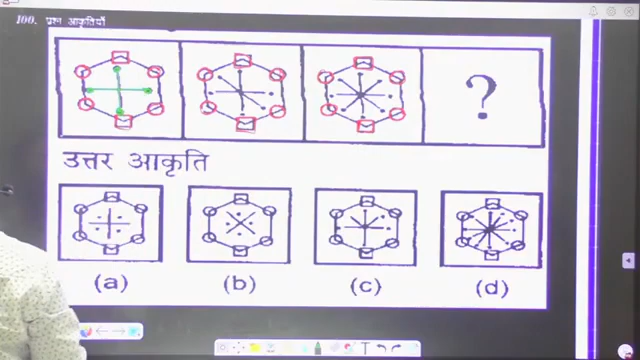 100. प्रश्न आकृतियाँ
?
उत्तर आकृति
(a) (b) (c) (d)